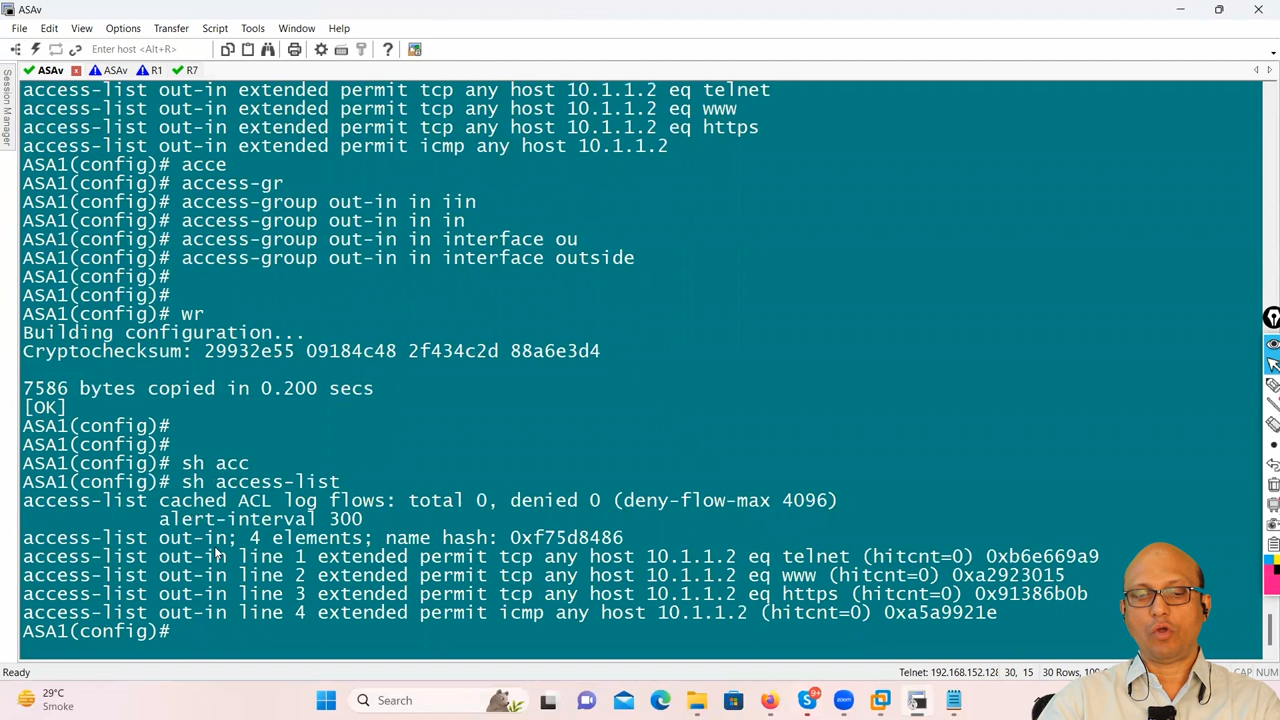 ASAv
File Edit View Options Transfer Script Tools Window Help
Enter host <Alt+R>
Session Manager
ASAv ASAv R1 R7
access-list out-in extended permit tcp any host 10.1.1.2 eq telnet
access-list out-in extended permit tcp any host 10.1.1.2 eq www
access-list out-in extended permit tcp any host 10.1.1.2 eq https
access-list out-in extended permit icmp any host 10.1.1.2
ASA1(config)# acce
ASA1(config)# access-gr
ASA1(config)# access-group out-in in iin
ASA1(config)# access-group out-in in in
ASA1(config)# access-group out-in in interface ou
ASA1(config)# access-group out-in in interface outside
ASA1(config)#
ASA1(config)#
ASA1(config)# wr
Building configuration...
Cryptochecksum: 29932e55 09184c48 2f434c2d 88a6e3d4
7586 bytes copied in 0.200 secs
[OK]
ASA1(config)#
ASA1(config)#
ASA1(config)# sh acc
ASA1(config)# sh access-list
access-list cached ACL log flows: total 0, denied 0 (deny-flow-max 4096)
alert-interval 300
access-list out-in; 4 elements; name hash: 0xf75d8486
access-list out-in line 1 extended permit tcp any host 10.1.1.2 eq telnet (hitcnt=0) 0xb6e669a9
access-list out-in line 2 extended permit tcp any host 10.1.1.2 eq www (hitcnt=0) 0xa2923015
access-list out-in line 3 extended permit tcp any host 10.1.1.2 eq https (hitcnt=0) 0x91386b0b
access-list out-in line 4 extended permit icmp any host 10.1.1.2 (hitcnt=0) 0xa5a9921e
ASA1(config)#
Ready Telnet: 192.168.152.128 30, 15 30 Rows, CAP NUM
29°C
Smoke
Search
9+
zoom